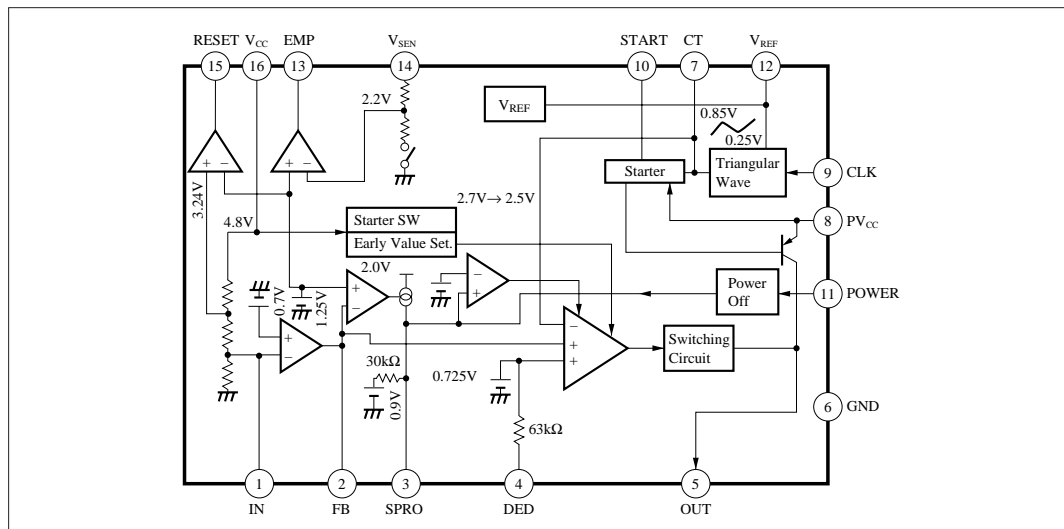 RESET VCC EMP VSEN START CT VREF
15 16 13 14 10 7 12
2.2V
VREF
0.85V
0.25V
+ −
+ −
Starter
Triangular
Wave
9 CLK
3.24V
2.7V→ 2.5V
4.8V
Starter SW
Early Value Set.
8 PVCC
2.0V
0.7V
1.25V
+
−
−
+
Power
Off
11 POWER
+
−
−
+
+
Switching
Circuit
30kΩ
0.9V
0.725V
6 GND
63kΩ
1 2 3 4 5
IN FB SPRO DED OUT